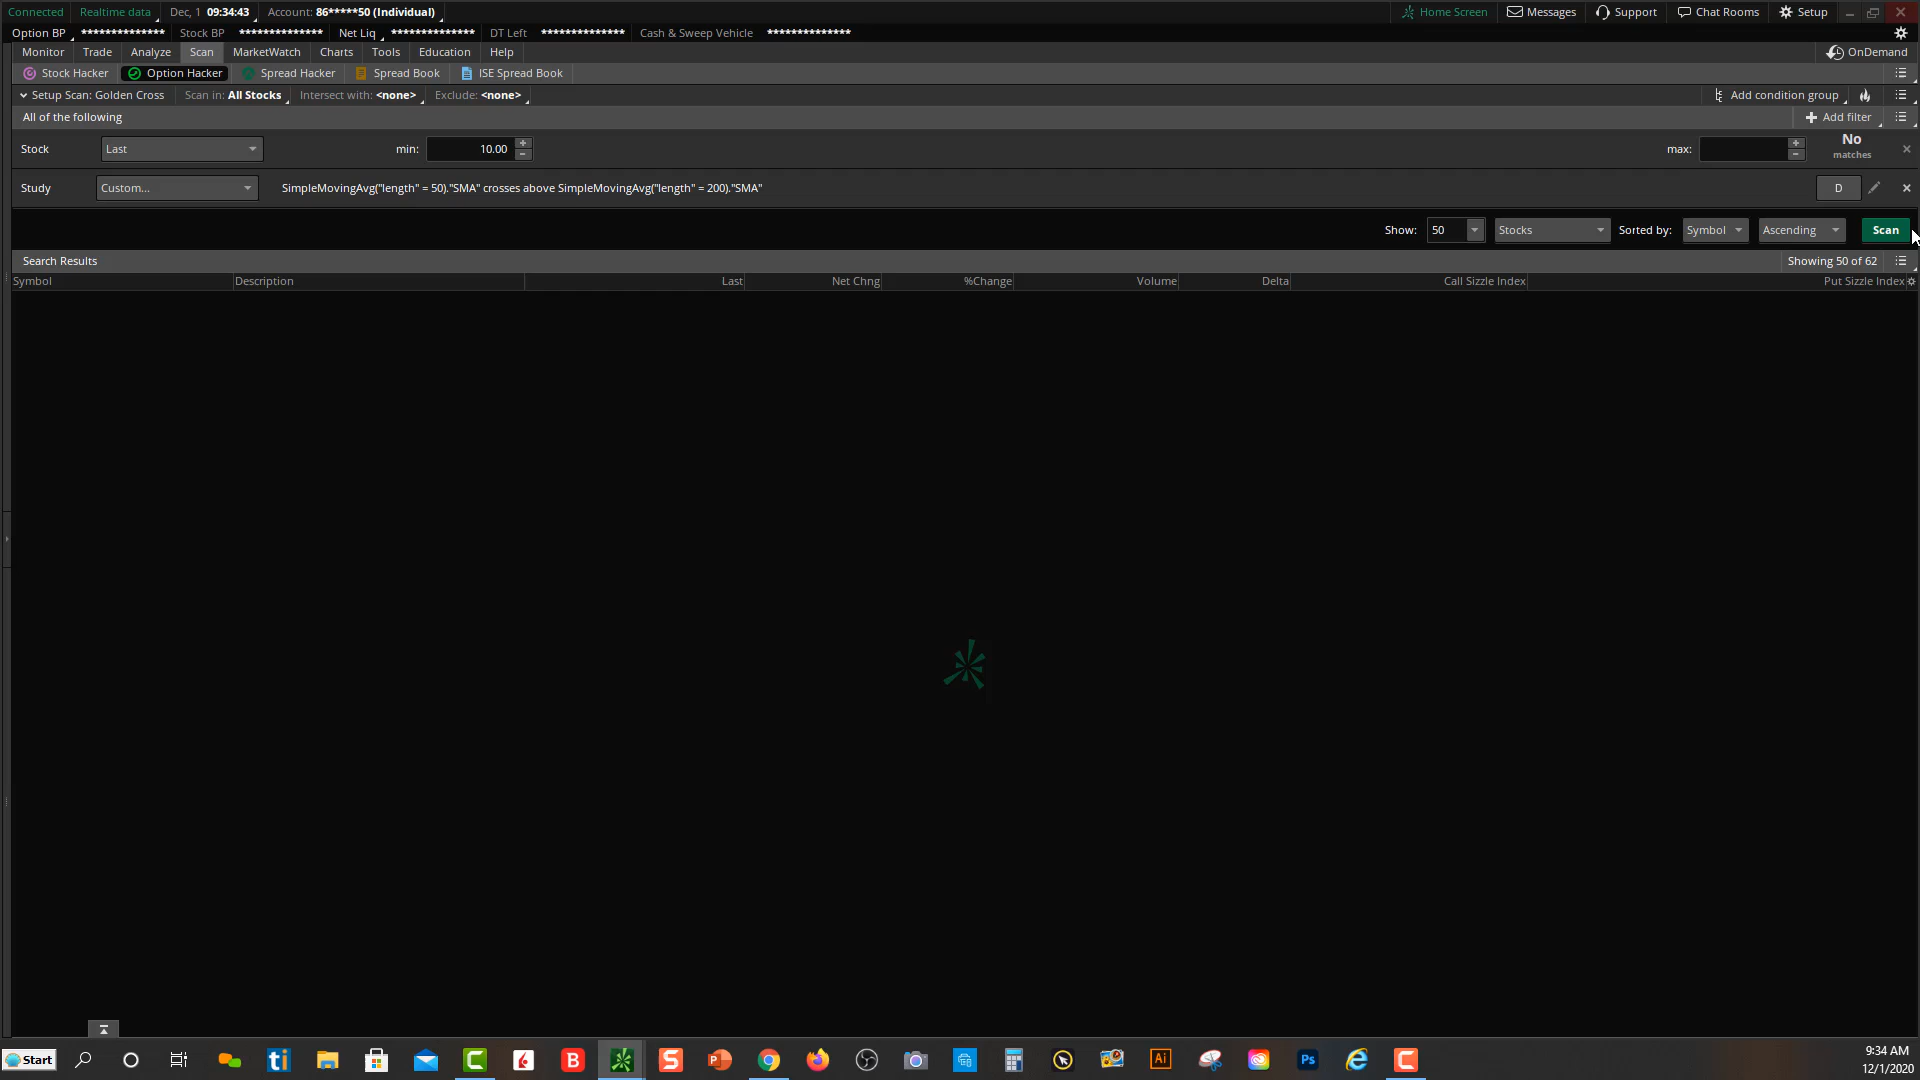 Connected Realtime data Dec, 1 09:34:43 Account: 86*****50 (Individual) Home Screen Messages Support Chat Rooms Setup
Option BP ************** Stock BP ************** Net Liq ************** DT Left ************** Cash & Sweep Vehicle **************
Monitor Trade Analyze Scan MarketWatch Charts Tools Education Help OnDemand
Stock Hacker Option Hacker Spread Hacker Spread Book ISE Spread Book
Setup Scan: Golden Cross Scan in: All Stocks Intersect with: <none> Exclude: <none> Add condition group
All of the following + Add filter
Stock Last min: 10.00 max: No
matches
Study Custom... SimpleMovingAvg("length" = 50)."SMA" crosses above SimpleMovingAvg("length" = 200)."SMA" D
Show: 50 Stocks Sorted by: Symbol Ascending Scan
Search Results Showing 50 of 62
Symbol Description Last Net Chng %Change Volume Delta Call Sizzle Index Put Sizzle Index
Start ti B S P Ai Ps C
9:34 AM
12/1/2020